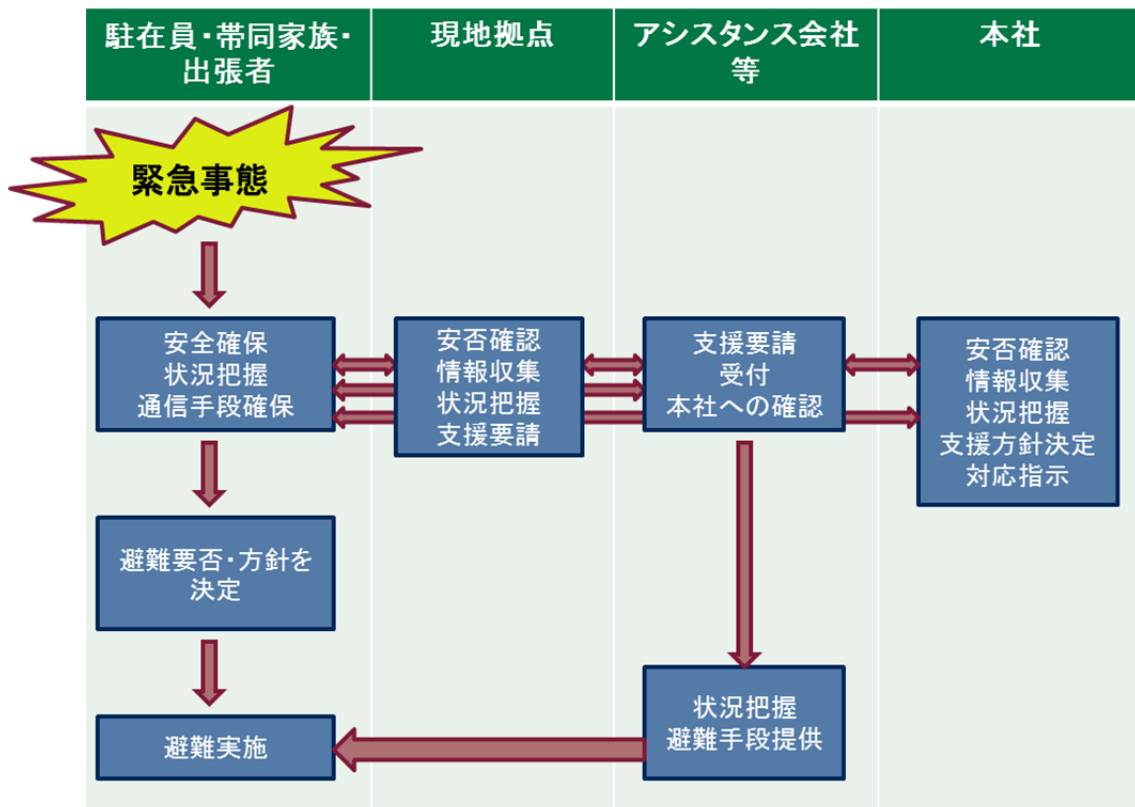 駐在員・帯同家族・
出張者
現地拠点
アシスタンス会社
等
本社
緊急事態
安全確保
状況把握
通信手段確保
安否確認
情報収集
状況把握
支援要請
支援要請
受付
本社への確認
安否確認
情報収集
状況把握
支援方針決定
対応指示
避難要否・方針を
決定
避難実施
状況把握
避難手段提供